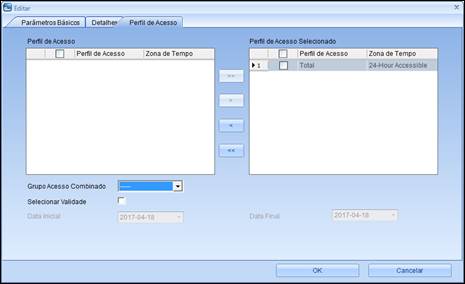 Editar
Parâmetros Básicos Detalhes Perfil de Acesso
Perfil de Acesso Perfil de Acesso Selecionado
Perfil de Acesso Zona de Tempo Perfil de Acesso Zona de Tempo
1 Total 24-Hour Accessible
>>
>
<
<<
Grupo Acesso Combinado -----
Selecionar Validade
Data Inicial 2017-04-18 Data Final 2017-04-18
OK Cancelar